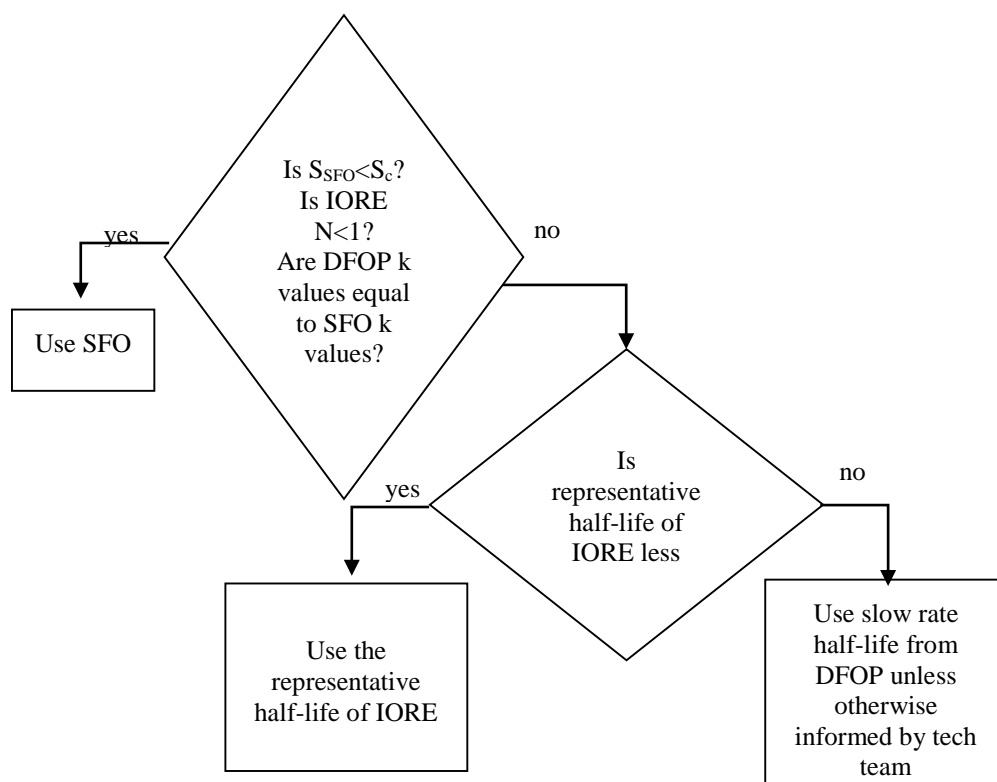 Is S_SFO<S_c?
Is IORE
N<1?
Are DFOP k
values equal
to SFO k
values?
yes
no
Use SFO
Is
representative
half-life of
IORE less
yes
no
Use the
representative
half-life of IORE
Use slow rate
half-life from
DFOP unless
otherwise
informed by tech
team